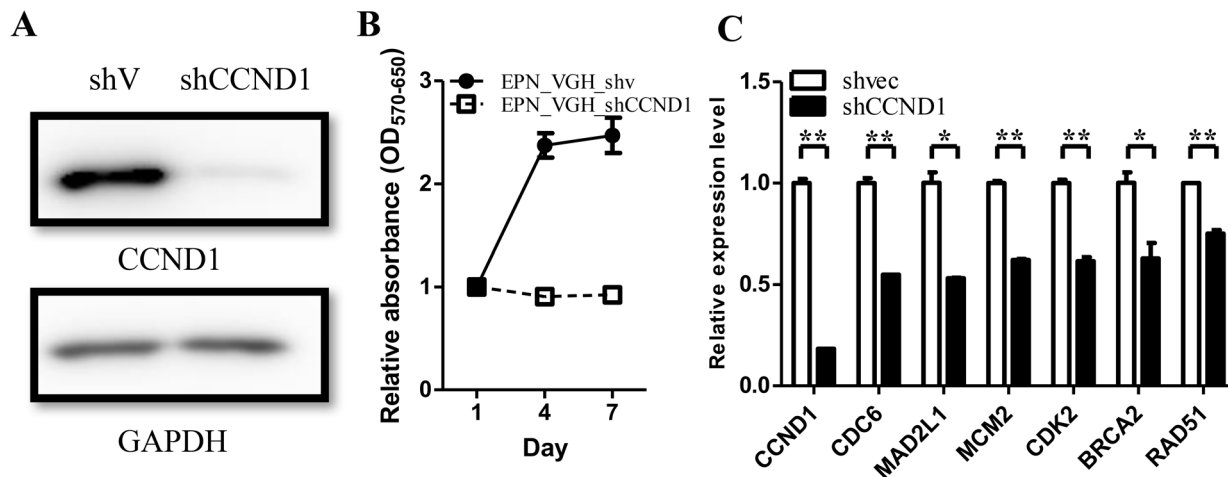 A
shV shCCND1
CCND1
GAPDH
B
EPN_VGH_shv
EPN_VGH_shCCND1
Relative absorbance (OD570-650)
3
2
1
0
1 4 7
Day
C
shvec
shCCND1
Relative expression level
1.5
1.0
0.5
0.0
** ** * ** ** * **
CCND1 CDC6 MAD2L1 MCM2 CDK2 BRCA2 RAD51